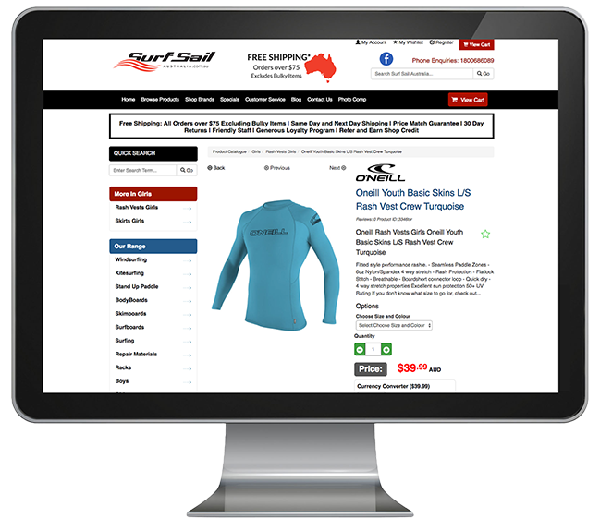 My Account My Wishlist Register View Cart
Surf Sail
FREE SHIPPING*
Orders over $75
Excludes Bulky Items
Phone Enquiries: 1800686089
Search Surf Sail Australia... Go
Home Browse Products Shop Brands Specials Customer Service Blog Contact Us Photo Comp View Cart
Free Shipping: All Orders over $75 Excluding Bulky Items | Same Day and Next Day Shipping | Price Match Guarantee | 30 Day
Returns | Friendly Staff | Generous Loyalty Program | Refer and Earn Shop Credit
QUICK SEARCH
Enter Search Term... Go
More In Girls
Rash Vests Girls
Skirts Girls
Our Range
Windsurfing
Kitesurfing
Stand Up Paddle
BodyBoards
Skimboards
Surfboards
Surfing
Repair Materials
Racks
Boys
Product Catalogue Girls Rash Vests Girls Oneill Youth Basic Skins L/S Rash Vest Crew Turquoise
Back Previous Next
O'NEILL
O'NEILL
Oneill Youth Basic Skins L/S
Rash Vest Crew Turquoise
Reviews: 0 Product ID:
Oneill Rash Vests Girls Oneill Youth
Basic Skins L/S Rash Vest Crew
Turquoise
Fitted style performance rashie. - Seamless Paddle Zones -
6oz Nylon/Spandex 4 way stretch - Rash Protection - Flatlock
Stitch - Breathable - Boardshort connector loop - Quick-dry -
4 way stretch properties Excellent sun protection 50+ UV
Rating If you don't know what size to go for, check out...
Options
Choose Size and Colour
Select Choose Size and Colour
Quantity
1
Price: $39.99 AUD
Currency Converter ($39.99)